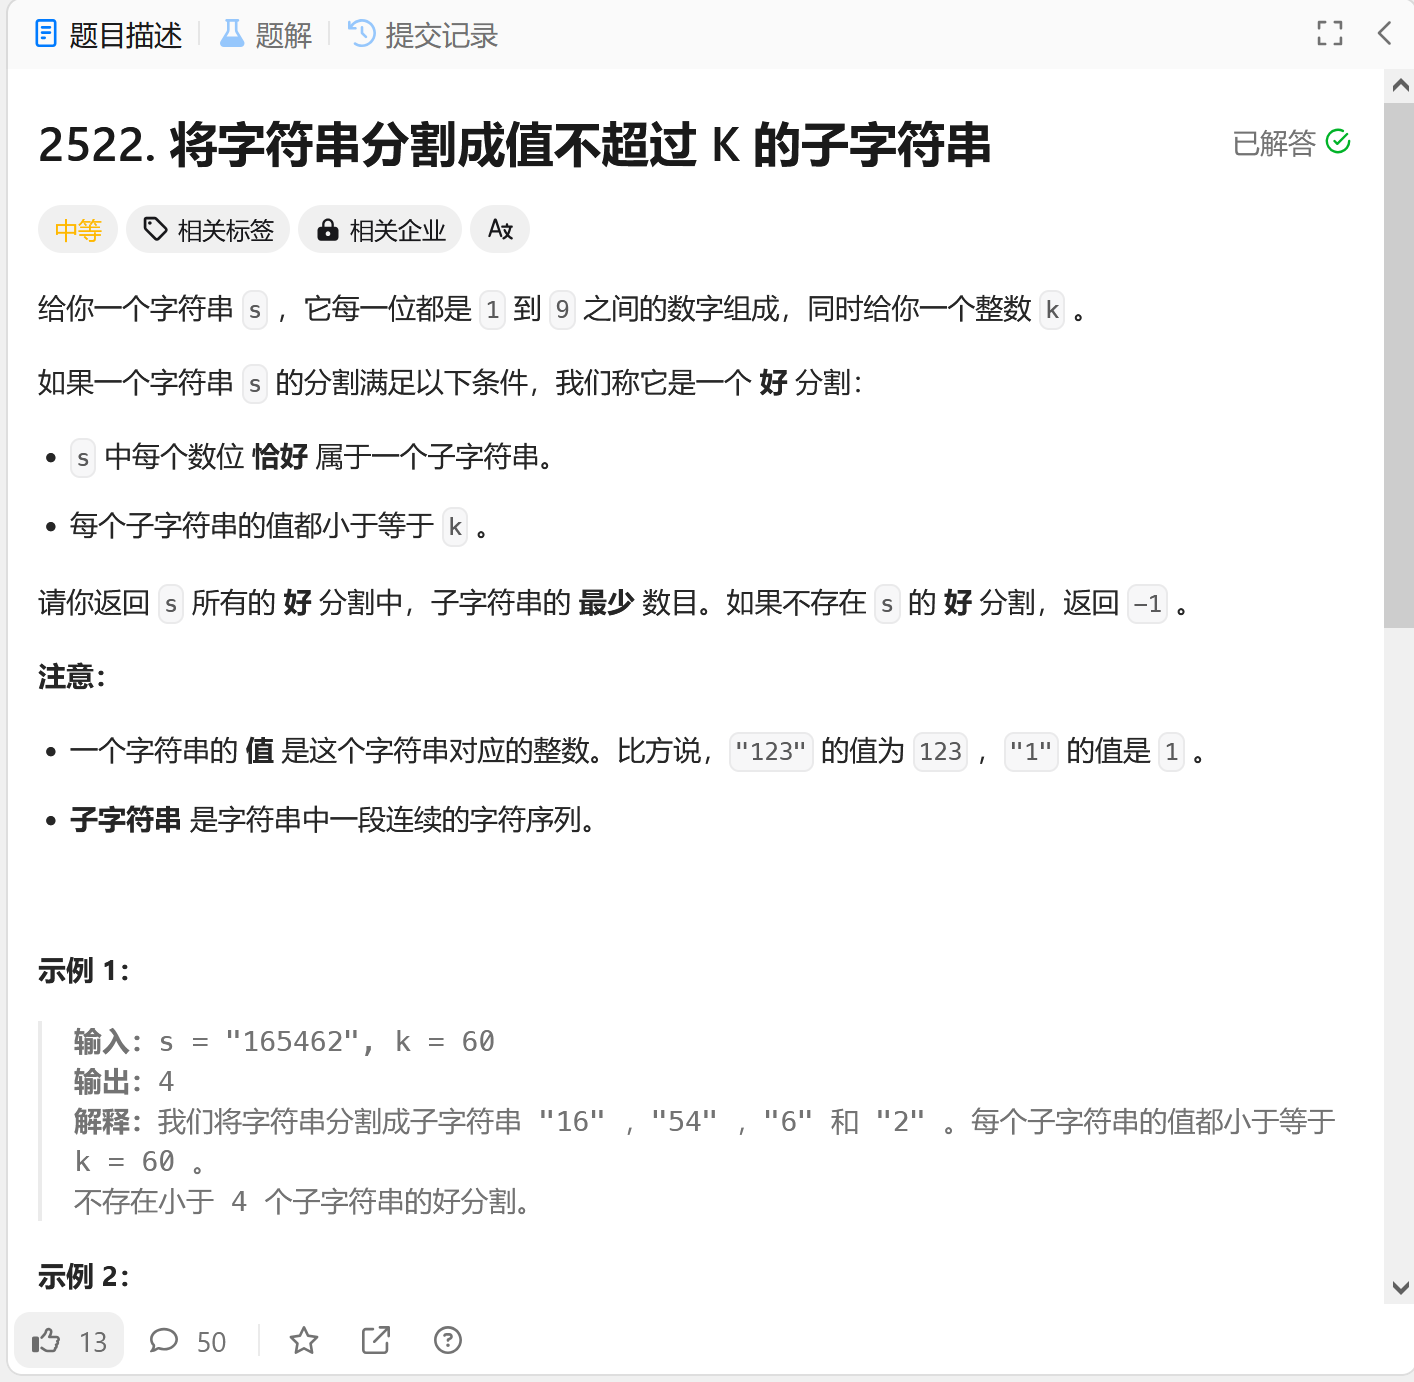 题目描述 题解 提交记录
2522. 将字符串分割成值不超过 K 的子字符串 已解答
中等 相关标签 相关企业
给你一个字符串 s ，它每一位都是 1 到 9 之间的数字组成，同时给你一个整数 k 。
如果一个字符串 s 的分割满足以下条件，我们称它是一个 好 分割：
• s 中每个数位 恰好 属于一个子字符串。
• 每个子字符串的值都小于等于 k 。
请你返回 s 所有的 好 分割中，子字符串的 最少 数目。如果不存在 s 的 好 分割，返回 -1 。
注意：
• 一个字符串的 值 是这个字符串对应的整数。比方说， "123" 的值为 123 ， "1" 的值是 1 。
• 子字符串 是字符串中一段连续的字符序列。
示例 1：
输入：s = "165462", k = 60
输出：4
解释：我们将字符串分割成子字符串 "16" ，"54" ，"6" 和 "2" 。每个子字符串的值都小于等于
k = 60 。
不存在小于 4 个子字符串的好分割。
示例 2：
13 50